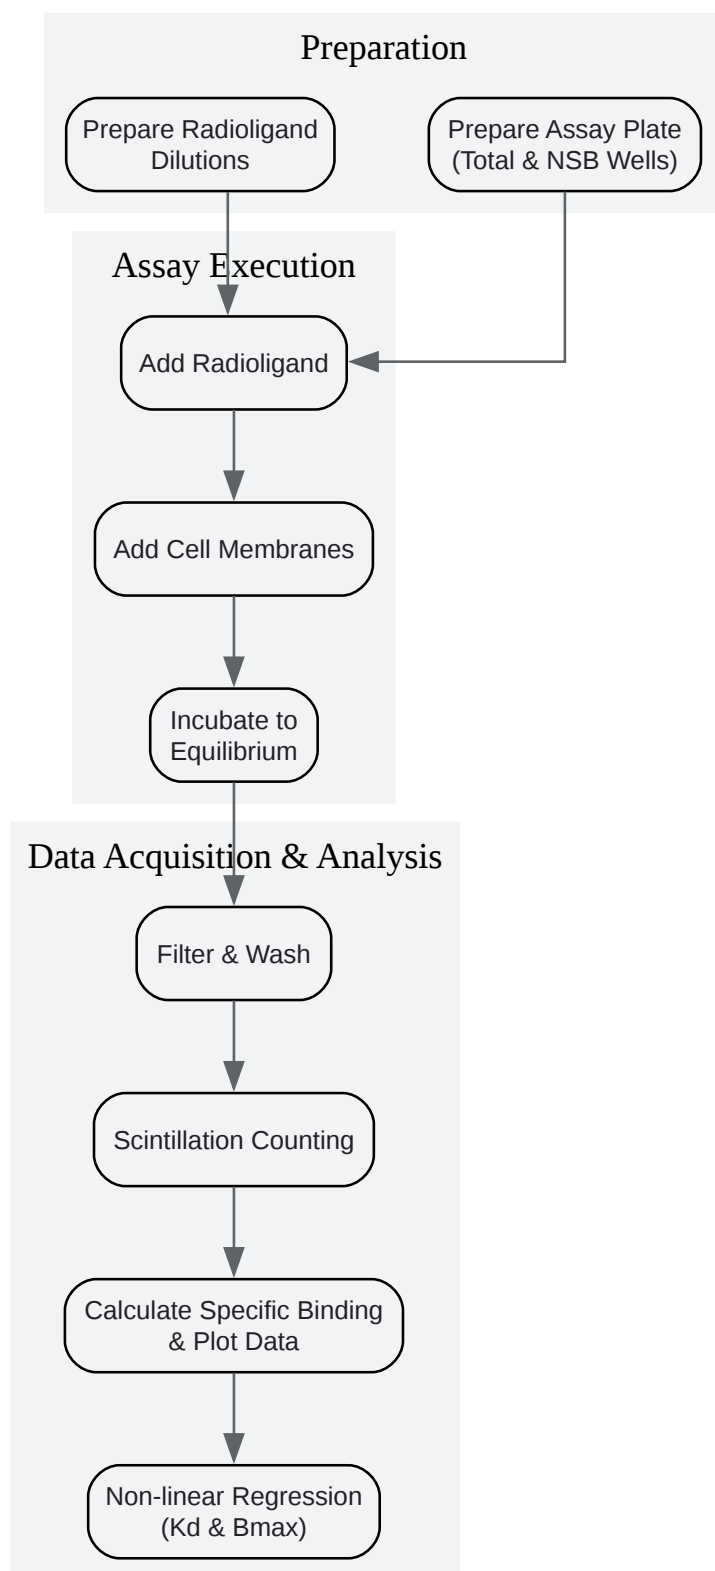 Preparation
Prepare Radioligand
Dilutions
Prepare Assay Plate
(Total & NSB Wells)
Assay Execution
Add Radioligand
Add Cell Membranes
Incubate to
Equilibrium
Data Acquisition & Analysis
Filter & Wash
Scintillation Counting
Calculate Specific Binding
& Plot Data
Non-linear Regression
(Kd & Bmax)